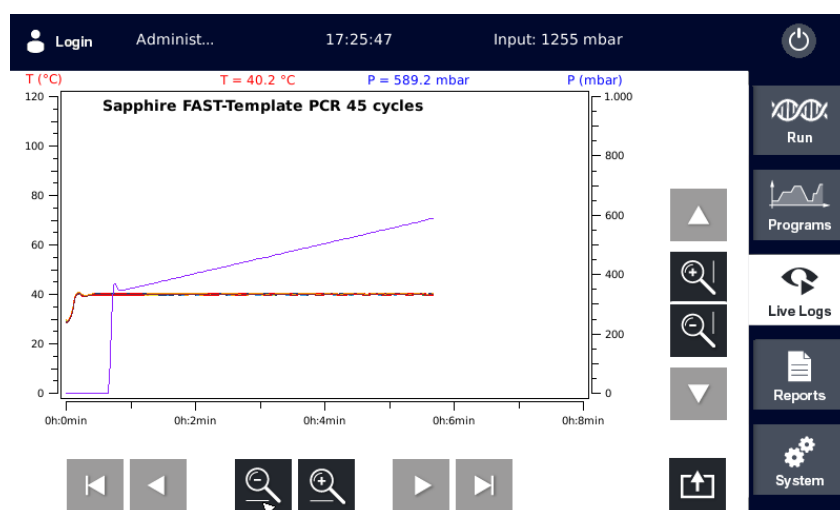 Login Administ... 17:25:47 Input: 1255 mbar
T (°C) T = 40.2 °C P = 589.2 mbar P (mbar)
Sapphire FAST-Template PCR 45 cycles
120
100
80
60
40
20
0
1.000
800
600
400
200
0
0h:0min 0h:2min 0h:4min 0h:6min 0h:8min
Run
Programs
Live Logs
Reports
System